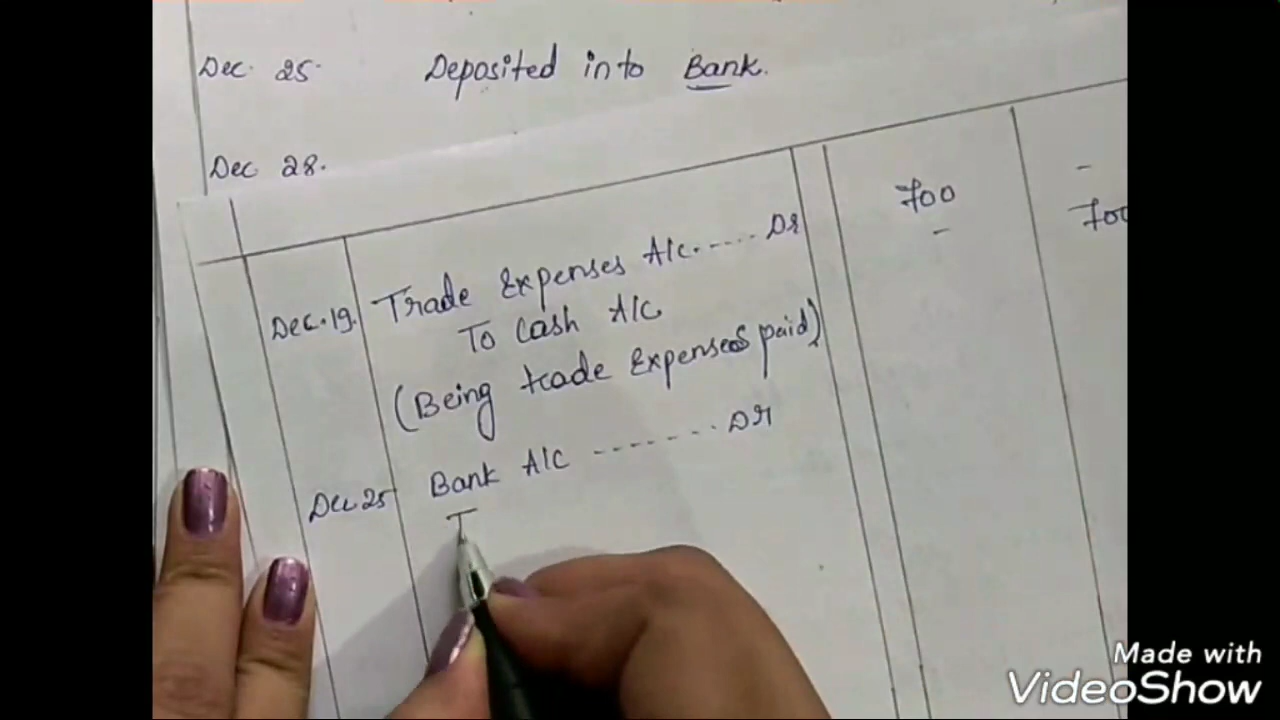 Dec. 25. Deposited into Bank.
Dec 28.
700 -
Dec.19. Trade Expenses A/c...... Dr - 700
To Cash A/C
(Being trade Expenses paid)
Dec 25 Bank A/C ------- Dr
T
Made with
VideoShow